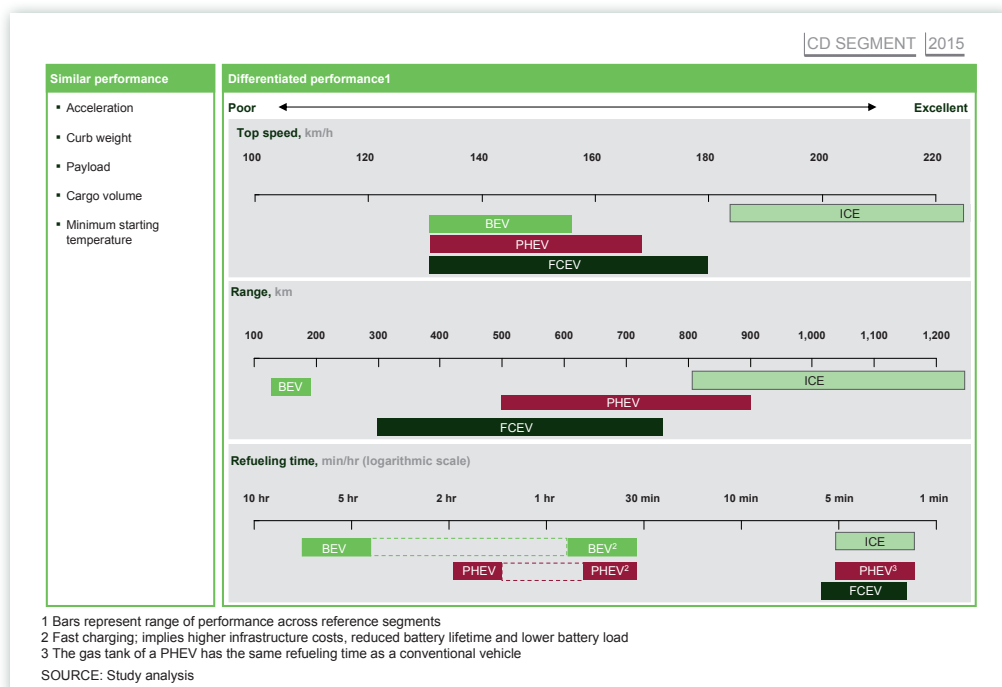 CD SEGMENT 2015
Similar performance
▪ Acceleration
▪ Curb weight
▪ Payload
▪ Cargo volume
▪ Minimum starting
temperature
Differentiated performance1
Poor Excellent
Top speed, km/h
100 120 140 160 180 200 220
ICE
BEV
PHEV
FCEV
Range, km
100 200 300 400 500 600 700 800 900 1,000 1,100 1,200
ICE
BEV
PHEV
FCEV
Refueling time, min/hr (logarithmic scale)
10 hr 5 hr 2 hr 1 hr 30 min 10 min 5 min 1 min
BEV BEV² ICE
PHEV PHEV² PHEV³
FCEV
1 Bars represent range of performance across reference segments
2 Fast charging; implies higher infrastructure costs, reduced battery lifetime and lower battery load
3 The gas tank of a PHEV has the same refueling time as a conventional vehicle
SOURCE: Study analysis